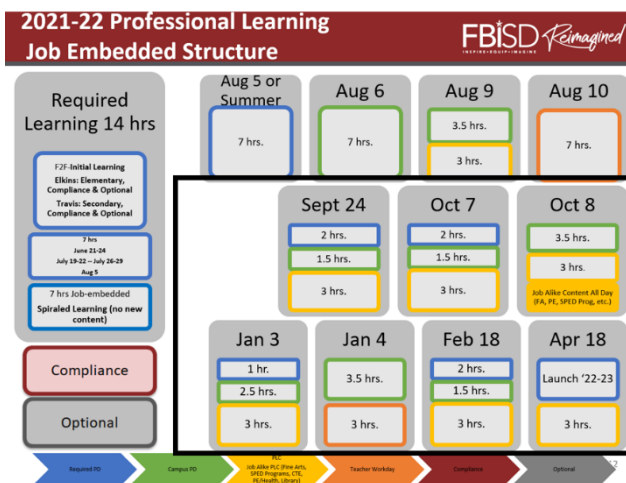 2021-22 Professional Learning
Job Embedded Structure
FBISD Reimagined
INSPIRE•EQUIP•IMAGINE
Required
Learning 14 hrs
F2F-Initial Learning
Elkins: Elementary,
Compliance & Optional
Travis: Secondary,
Compliance & Optional
7 hrs
June 21-24
July 19-22 -- July 26-29
Aug 5
7 hrs Job-embedded
Spiraled Learning (no new
content)
Compliance
Optional
Aug 5 or
Summer
7 hrs.
Aug 6
7 hrs.
Aug 9
3.5 hrs.
3 hrs.
Aug 10
7 hrs.
Sept 24
2 hrs.
1.5 hrs.
3 hrs.
Oct 7
2 hrs.
1.5 hrs.
3 hrs.
Oct 8
3.5 hrs.
3 hrs.
Job Alike Content All Day
(FA, PE, SPED Prog, etc.)
Jan 3
1 hr.
2.5 hrs.
3 hrs.
Jan 4
3.5 hrs.
3 hrs.
Feb 18
2 hrs.
1.5 hrs.
3 hrs.
Apr 18
Launch '22-23
3 hrs.
Required PD
Campus PD
PLC
Job Alike PLC (Fine Arts,
SPED Programs, CTE,
PE/Health, Library)
Teacher Workday
Compliance
Optional